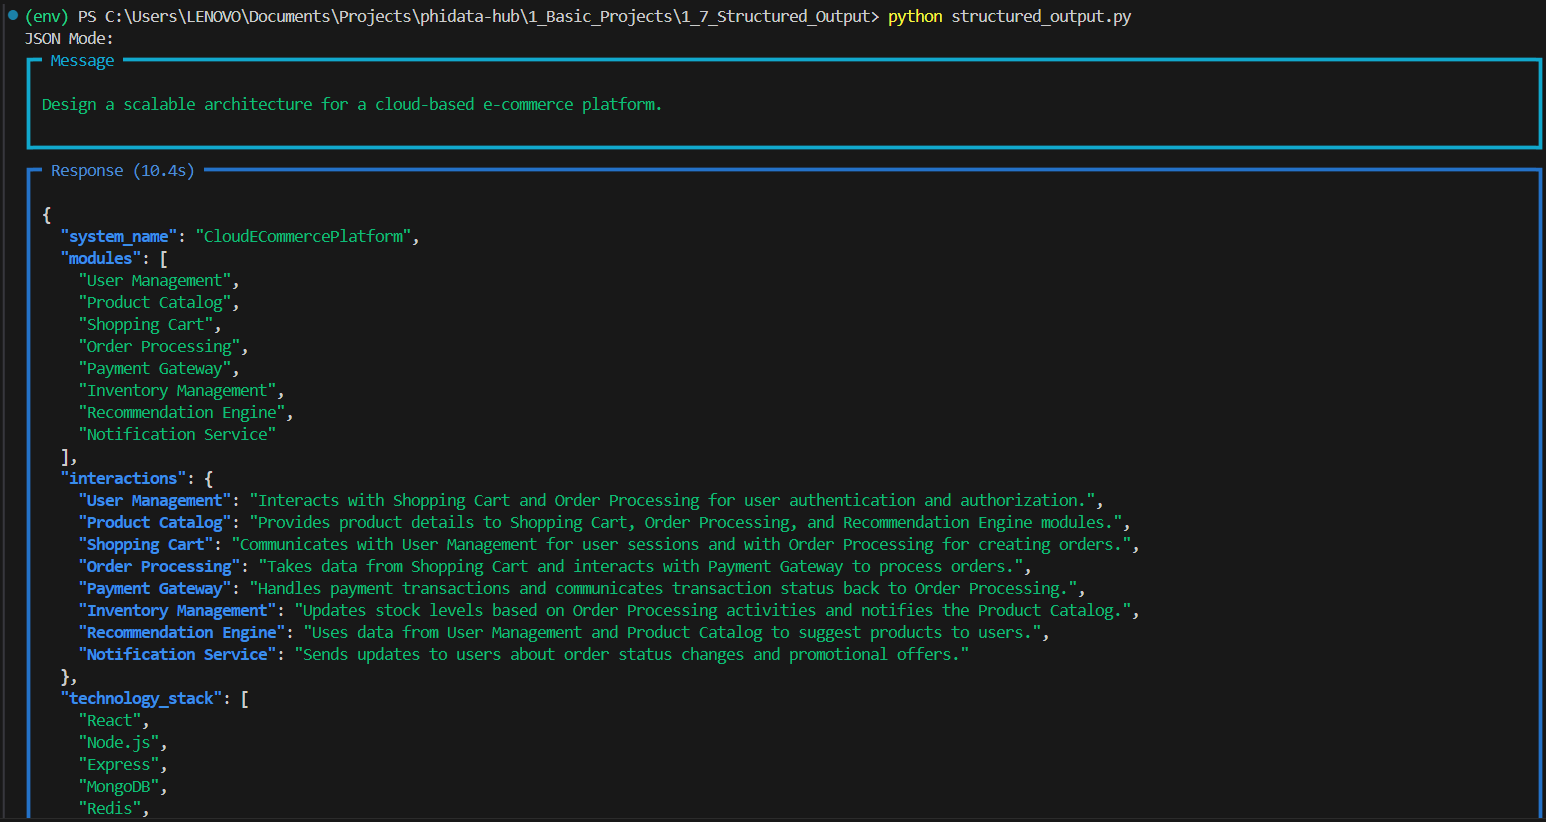 (env) PS C:\Users\LENOVO\Documents\Projects\phidata-hub\1_Basic_Projects\1_7_Structured_Output> python structured_output.py
JSON Mode:
Message
Design a scalable architecture for a cloud-based e-commerce platform.
Response (10.4s)
{
"system_name": "CloudECommercePlatform",
"modules": [
"User Management",
"Product Catalog",
"Shopping Cart",
"Order Processing",
"Payment Gateway",
"Inventory Management",
"Recommendation Engine",
"Notification Service"
],
"interactions": {
"User Management": "Interacts with Shopping Cart and Order Processing for user authentication and authorization.",
"Product Catalog": "Provides product details to Shopping Cart, Order Processing, and Recommendation Engine modules.",
"Shopping Cart": "Communicates with User Management for user sessions and with Order Processing for creating orders.",
"Order Processing": "Takes data from Shopping Cart and interacts with Payment Gateway to process orders.",
"Payment Gateway": "Handles payment transactions and communicates transaction status back to Order Processing.",
"Inventory Management": "Updates stock levels based on Order Processing activities and notifies the Product Catalog.",
"Recommendation Engine": "Uses data from User Management and Product Catalog to suggest products to users.",
"Notification Service": "Sends updates to users about order status changes and promotional offers."
},
"technology_stack": [
"React",
"Node.js",
"Express",
"MongoDB",
"Redis",